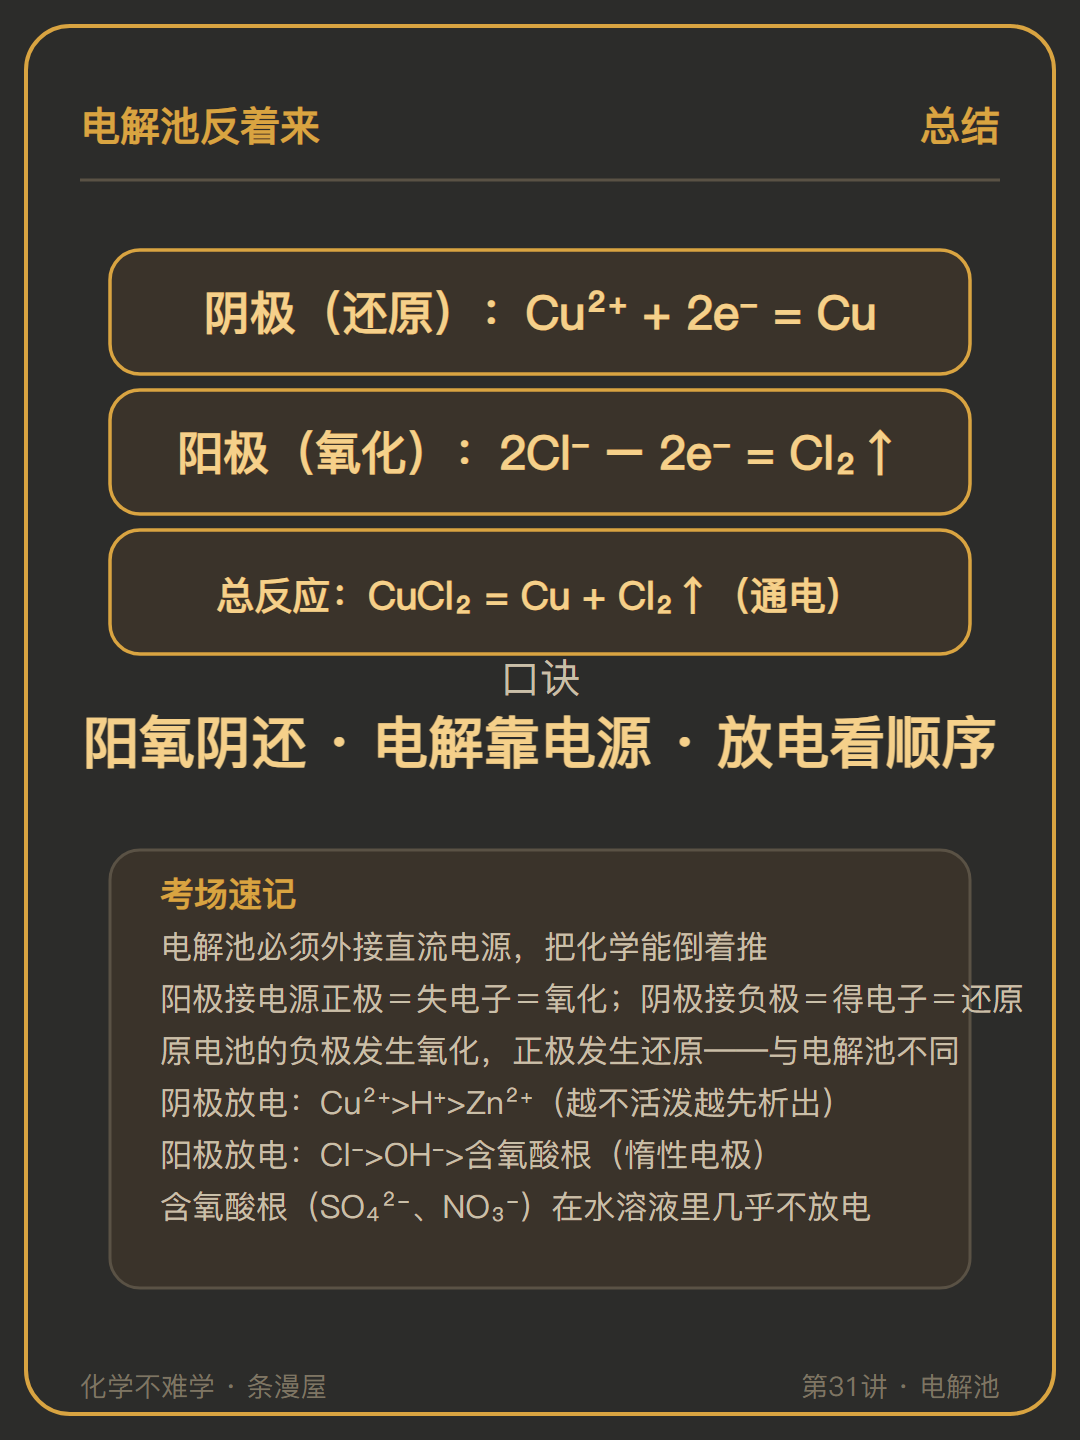 电解池反着来
总结
阴极（还原）：Cu²⁺ + 2e⁻ = Cu
阳极（氧化）：2Cl⁻ － 2e⁻ = Cl₂↑
总反应：CuCl₂ = Cu + Cl₂↑（通电）
口诀
阳氧阴还 · 电解靠电源 · 放电看顺序
考场速记
电解池必须外接直流电源，把化学能倒着推
阳极接电源正极＝失电子＝氧化；阴极接负极＝得电子＝还原
原电池的负极发生氧化，正极发生还原——与电解池不同
阴极放电：Cu²⁺>H⁺>Zn²⁺（越不活泼越先析出）
阳极放电：Cl⁻>OH⁻>含氧酸根（惰性电极）
含氧酸根（SO₄²⁻、NO₃⁻）在水溶液里几乎不放电
化学不难学 · 条漫屋
第31讲 · 电解池